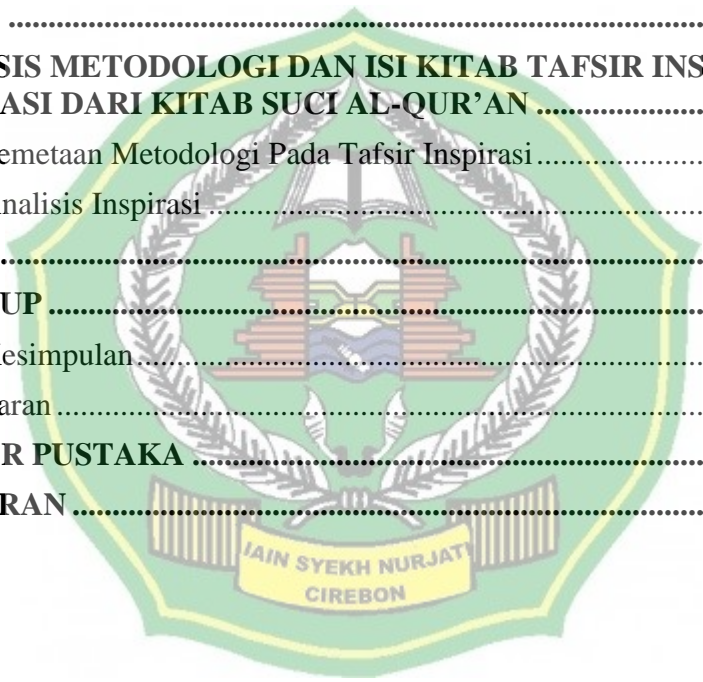 ........................................................................................
SIS METODOLOGI DAN ISI KITAB TAFSIR INS
ASI DARI KITAB SUCI AL-QUR’AN ........................
emetaan Metodologi Pada Tafsir Inspirasi ........................
nalisis Inspirasi ................................................................
........................................................................................
UP ................................................................................
Kesimpulan ........................................................................
aran ................................................................................
R PUSTAKA ................................................................
RAN ................................................................................
IAIN SYEKH NURJATI
CIREBON